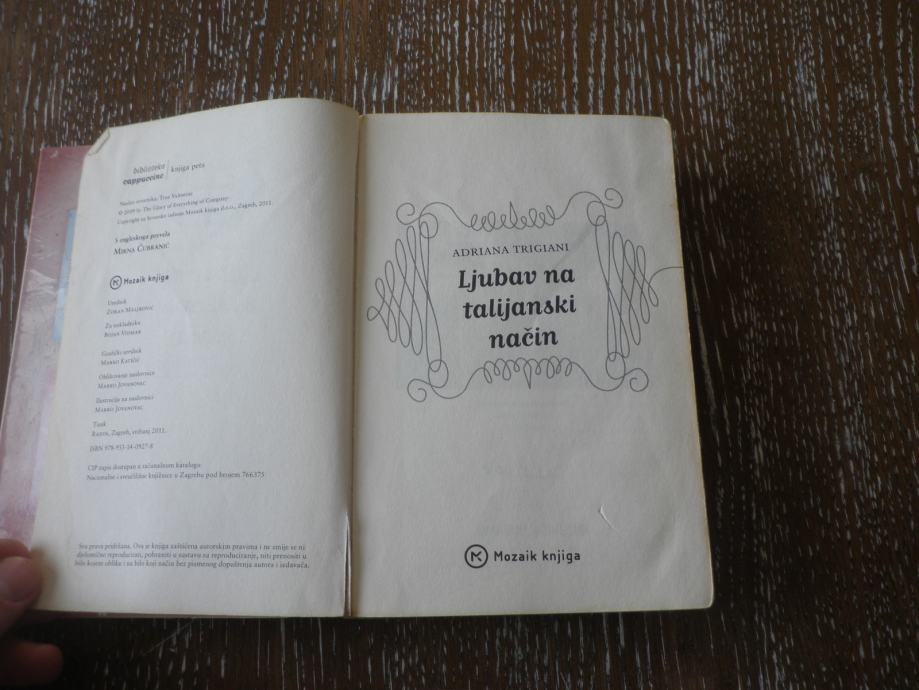 biblioteka
cappuccino
knjiga peta
Naslov izvornika: Very Valentine
© 2009 by The Glory of Everything of Company
Copyright za hrvatsko izdanje Mozaik knjiga d.o.o., Zagreb, 2011.
S engleskoga prevela
Mirna Čubranić
Mozaik knjiga
Urednik
Zoran Maljković
Za nakladnika
Bojan Vidmar
Grafički urednik
Marko Katičić
Oblikovanje naslovnice
Marko Jovanovac
Ilustracija na naslovnici
Marko Jovanovac
Tisak
Zagreb, 2011.
ISBN 978-953-14-0927-8
CIP zapis dostupan u računalnom katalogu
Nacionalne i sveučilišne knjižnice u Zagrebu pod brojem 766375
Sva prava pridržana. Ova je knjiga zaštićena autorskim pravima i ne smije se ni
djelomično reproducirati, pohraniti u sustavu za reproduciranje, niti prenositi u
bilo kojem obliku i na bilo koji način bez pismenog dopuštenja autora i izdavača.
ADRIANA TRIGIANI
Ljubav na
talijanski
način
Mozaik knjiga